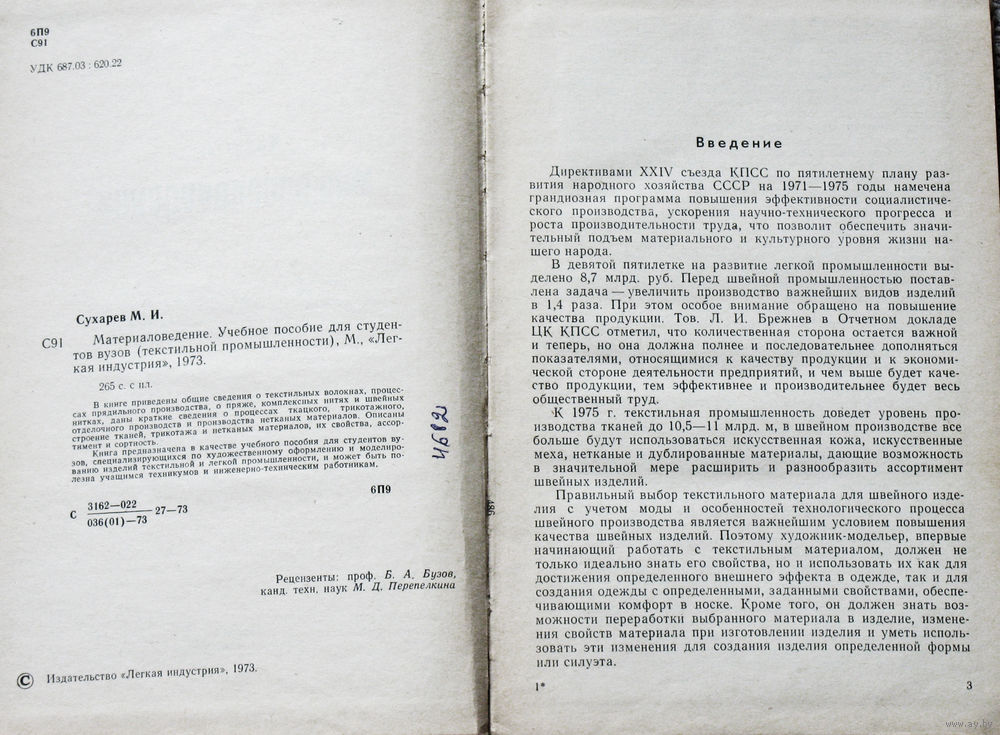 6П9
С91
УДК 687.03 : 620.22
Сухарев М. И.
С91 Материаловедение. Учебное пособие для студен-
тов вузов (текстильной промышленности), М., «Лег-
кая индустрия», 1973.
265 с. с ил.
В книге приведены общие сведения о текстильных волокнах, процес-
сах прядильного производства, о пряже, комплексных нитях и швейных
нитках, даны краткие сведения о процессах ткацкого, трикотажного,
отделочного производств и производства нетканых материалов. Описаны
строение тканей, трикотажа и нетканых материалов, их свойства, ассор-
тимент и сортность.
Книга предназначена в качестве учебного пособия для студентов ву-
зов, специализирующихся по художественному оформлению и моделиро-
ванию изделий текстильной и легкой промышленности, и может быть по-
лезна учащимся техникумов и инженерно-техническим работникам.
6П9
С 3162—022
036(01)—73 27—73
4682
Рецензенты: проф. Б. А. Бузов,
канд. техн. наук М. Д. Перепелкина
© Издательство «Легкая индустрия», 1973.
Введение
Директивами XXIV съезда КПСС по пятилетнему плану раз-
вития народного хозяйства СССР на 1971—1975 годы намечена
грандиозная программа повышения эффективности социалистиче-
ского производства, ускорения научно-технического прогресса и
роста производительности труда, что позволит обеспечить значи-
тельный подъем материального и культурного уровня жизни на-
шего народа.
В девятой пятилетке на развитие легкой промышленности вы-
делено 8,7 млрд. руб. Перед швейной промышленностью постав-
лена задача — увеличить производство важнейших видов изделий
в 1,4 раза. При этом особое внимание обращено на повышение
качества продукции. Тов. Л. И. Брежнев в Отчетном докладе
ЦК КПСС отметил, что количественная сторона остается важной
и теперь, но она должна полнее и последовательнее дополняться
показателями, относящимися к качеству продукции и к экономи-
ческой стороне деятельности предприятий, и чем выше будет каче-
ство продукции, тем эффективнее и производительнее будет весь
общественный труд.
К 1975 г. текстильная промышленность доведет уровень про-
изводства тканей до 10,5—11 млрд. м, в швейном производстве все
больше будут использоваться искусственная кожа, искусственные
меха, нетканые и дублированные материалы, дающие возможность
в значительной мере расширить и разнообразить ассортимент
швейных изделий.
Правильный выбор текстильного материала для швейного изде-
лия с учетом моды и особенностей технологического процесса
швейного производства является важнейшим условием повышения
качества швейных изделий. Поэтому художник-модельер, впервые
начинающий работать с текстильным материалом, должен не
только идеально знать его свойства, но и использовать их как для
достижения определенного внешнего эффекта в одежде, так и для
создания одежды с определенными, заданными свойствами, обеспе-
чивающими комфорт в носке. Кроме того, он должен знать воз-
можности переработки выбранного материала в изделие, измене-
ния свойств материала при изготовлении изделия и уметь исполь-
зовать эти изменения для создания изделия определенной формы
или силуэта.
1*
3
www.ay.by